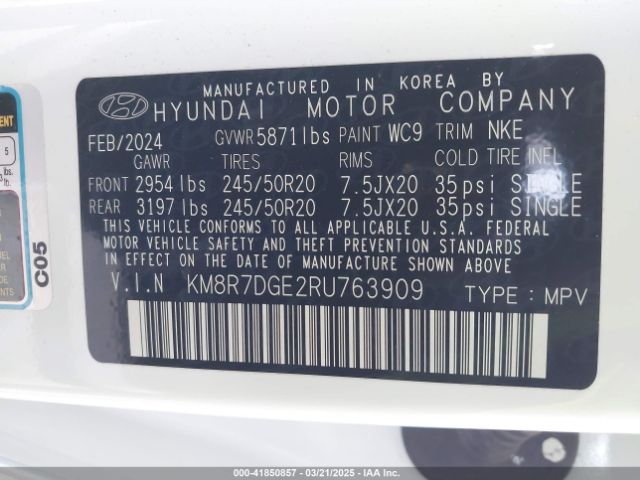 MANUFACTURED IN KOREA BY
HYUNDAI MOTOR COMPANY
FEB/2024 GVWR 5871lbs PAINT WC9 TRIM NKE
GAWR TIRES RIMS COLD TIRE INFL
FRONT 2954 lbs 245/50R20 7.5JX20 35psi SINGLE
REAR 3197 lbs 245/50R20 7.5JX20 35psi SINGLE
THIS VEHICLE CONFORMS TO ALL APPLICABLE U.S.A. FEDERAL
MOTOR VEHICLE SAFETY AND THEFT PREVENTION STANDARDS
IN EFFECT ON THE DATE OF MANUFACTURE SHOWN ABOVE
V.I.N KM8R7DGE2RU763909 TYPE : MPV
5
lbs.
C05
000-41850857 - 03/21/2025 - IAA Inc.